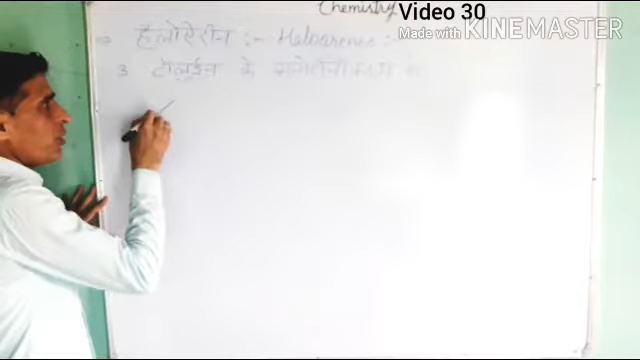 Chemistry
Video 30
Made with KINEMASTER
⇒ हैलोऐरीन :- Haloarenes :-
3 टॉलूईन के क्लोरोनीकरण